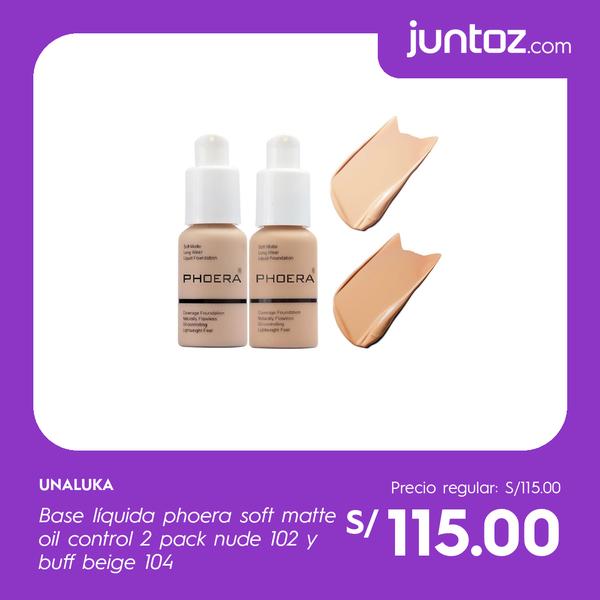 juntoz.com
Soft Matte
Long Wear
Liquid Foundation
PHOERA®
Coverage Foundation
Naturally Flawless
Oil controlling
Lightweight Feel
Soft Matte
Long Wear
Liquid Foundation
PHOERA®
Coverage Foundation
Naturally Flawless
Oil controlling
Lightweight Feel
UNALUKA
Base líquida phoera soft matte
oil control 2 pack nude 102 y
buff beige 104
Precio regular: S/115.00
S/ 115.00